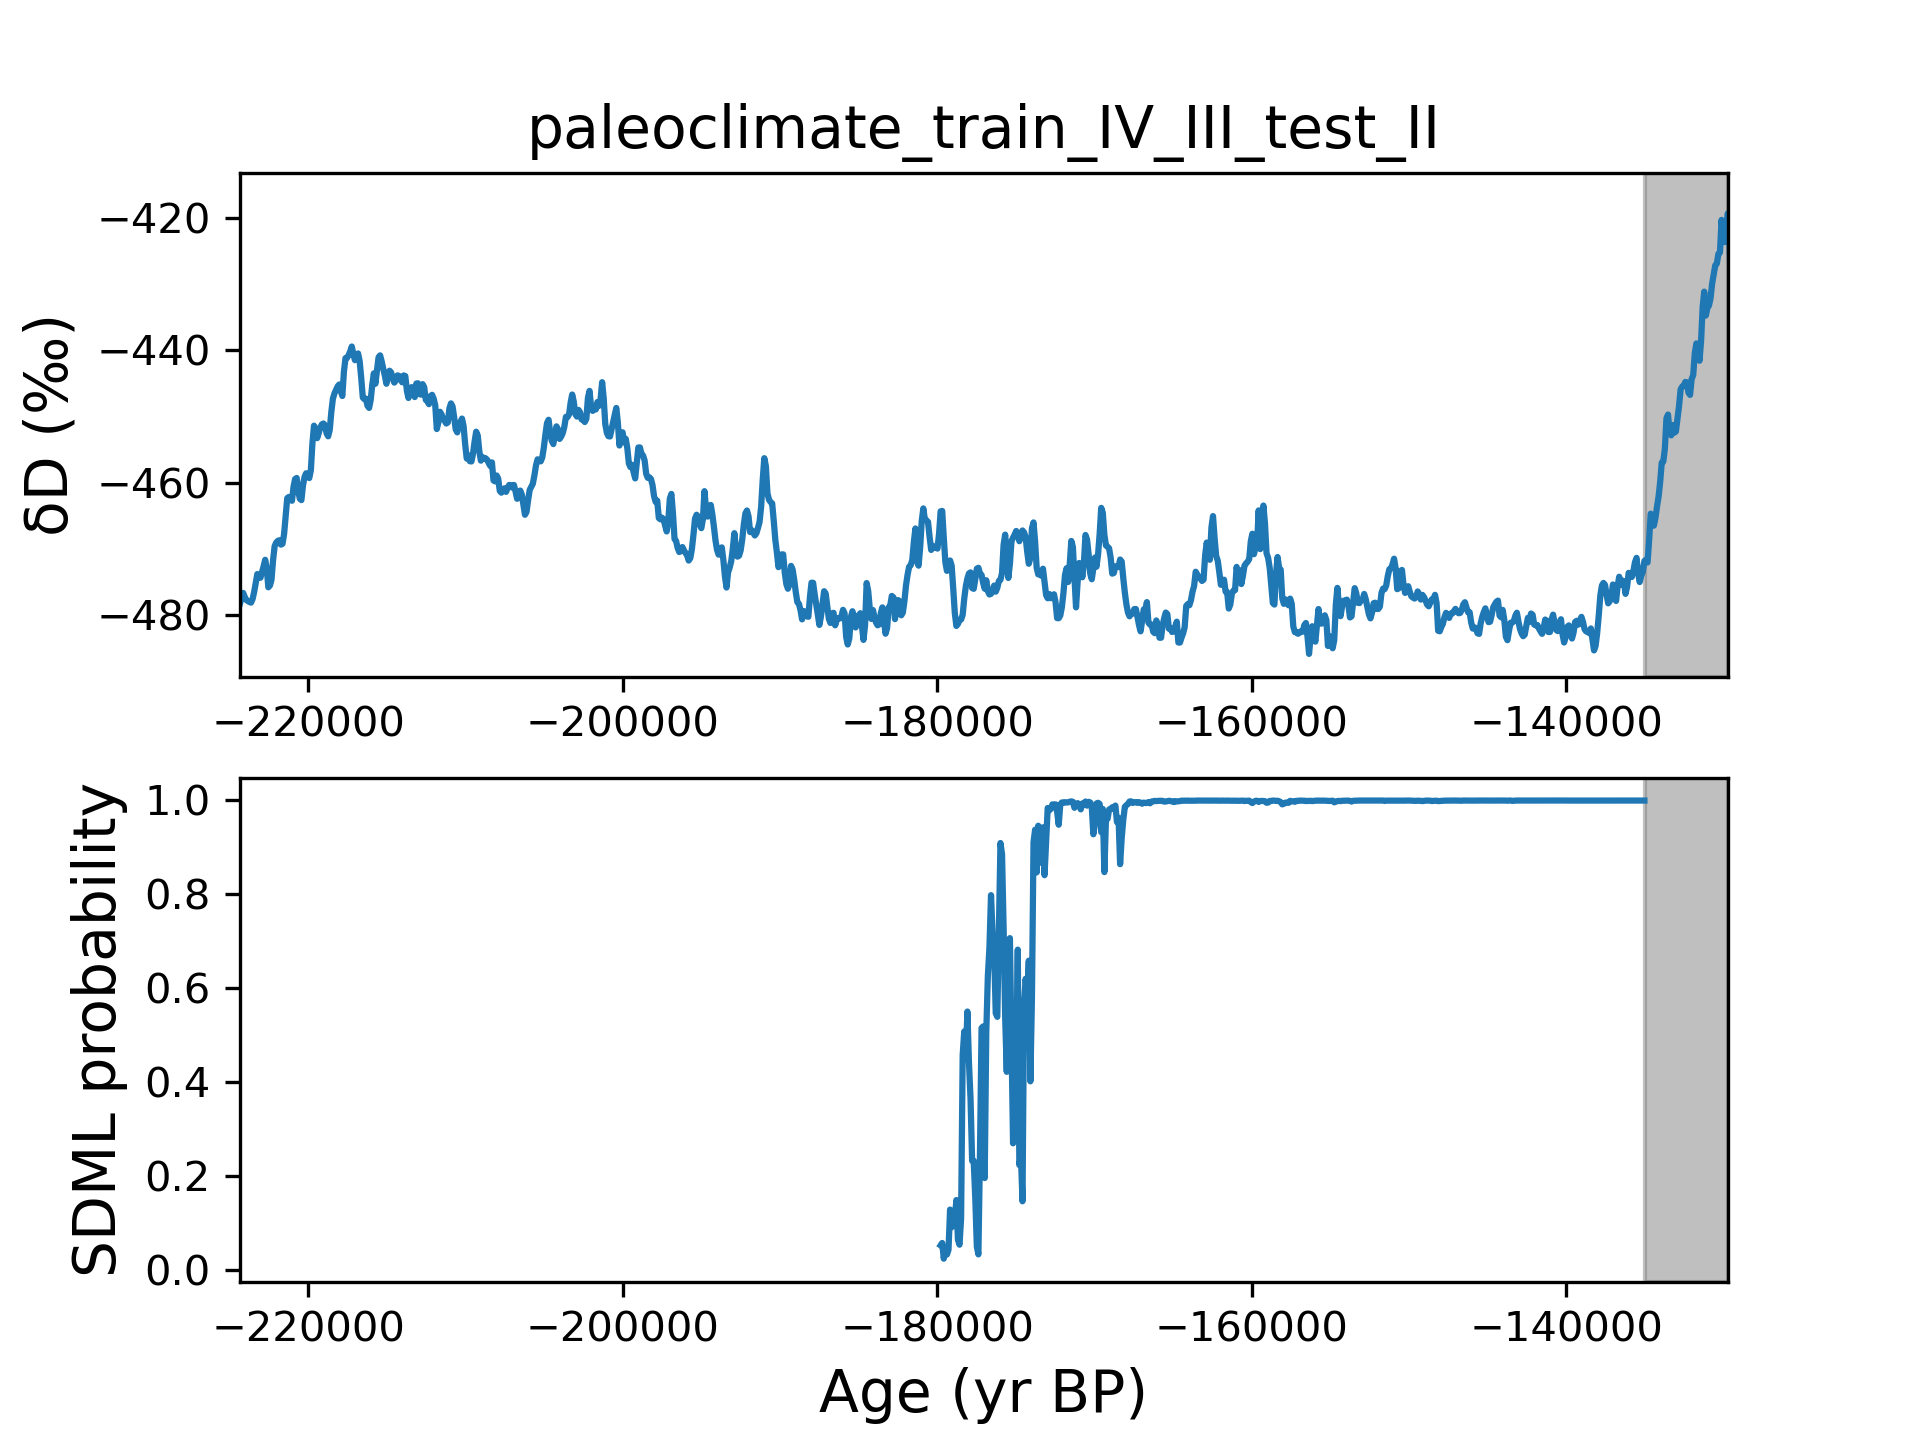 paleoclimate_train_IV_III_test_II
δD (‰)
−420
−440
−460
−480
−220000 −200000 −180000 −160000 −140000
SDML probability
1.0
0.8
0.6
0.4
0.2
0.0
−220000 −200000 −180000 −160000 −140000
Age (yr BP)